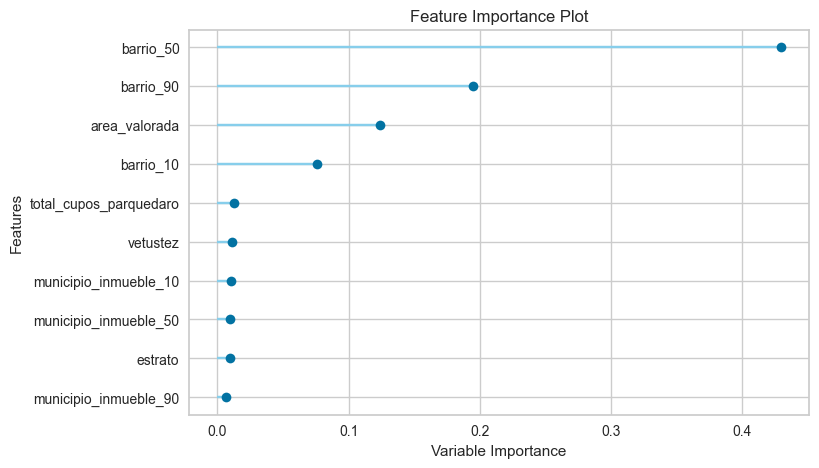 Feature Importance Plot
Features
barrio_50
barrio_90
area_valorada
barrio_10
total_cupos_parquedaro
vetustez
municipio_inmueble_10
municipio_inmueble_50
estrato
municipio_inmueble_90
0.0 0.1 0.2 0.3 0.4
Variable Importance